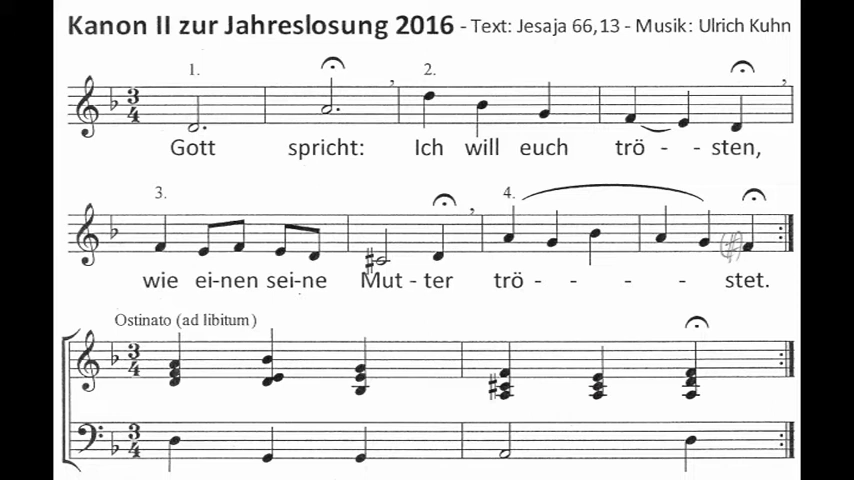 Kanon II zur Jahreslosung 2016 - Text: Jesaja 66,13 - Musik: Ulrich Kuhn
1. 2.
Gott spricht: Ich will euch trö - - sten,
3. 4.
wie ei-nen sei-ne Mut - ter trö - - - - stet.
Ostinato (ad libitum)